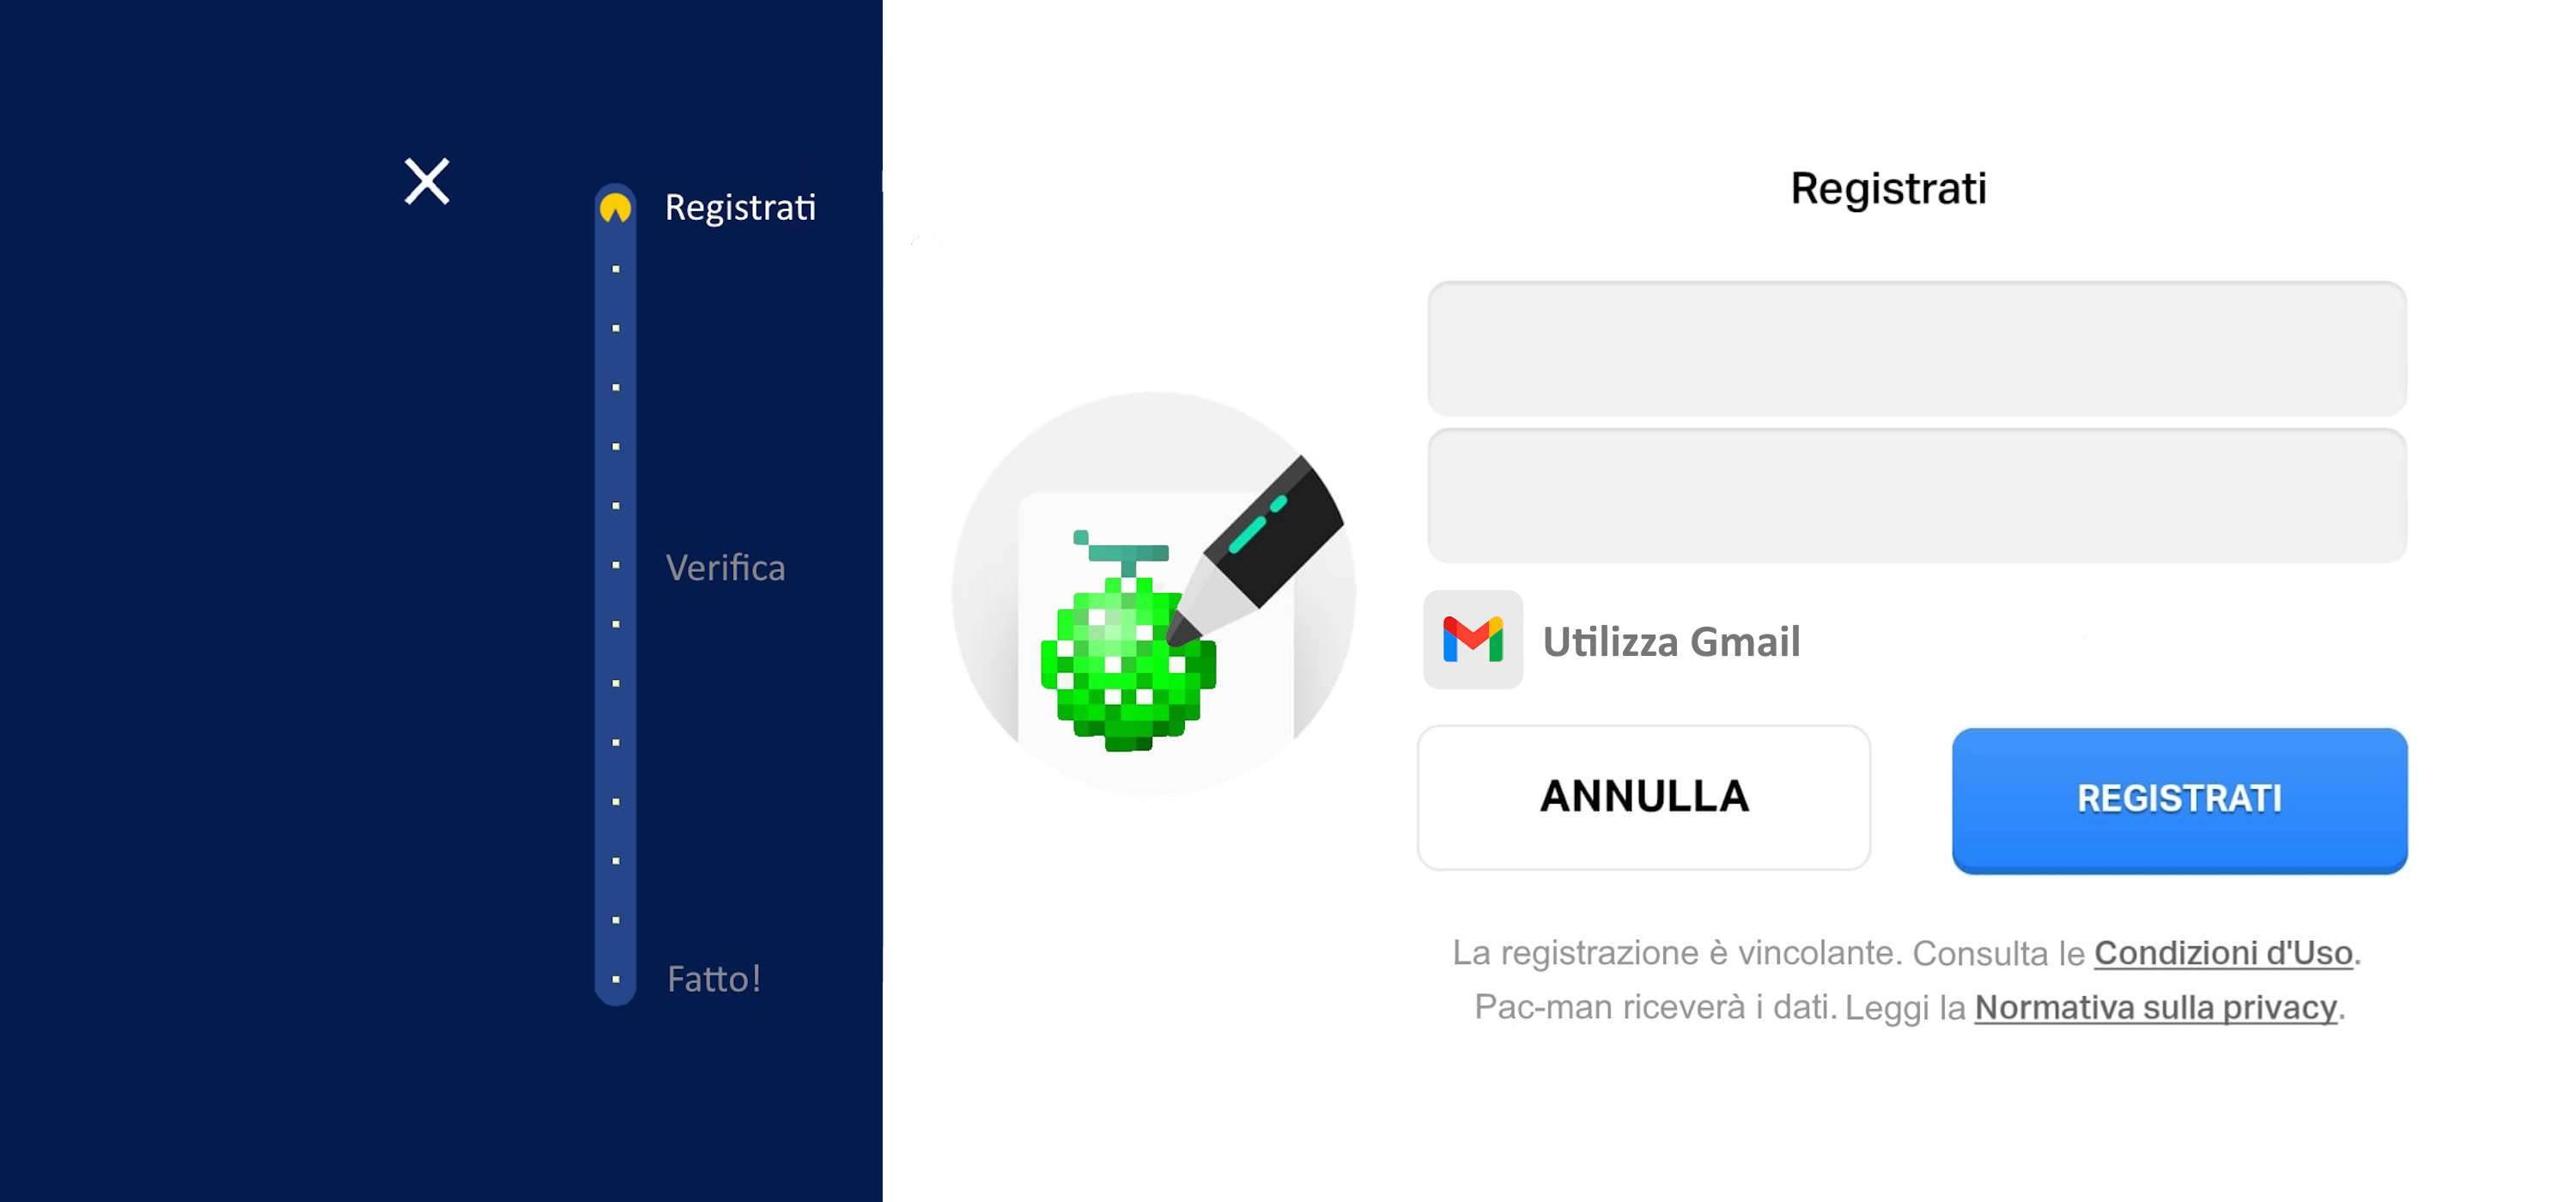 Registrati
Verifica
Fatto!
Registrati
Utilizza Gmail
ANNULLA
REGISTRATI
La registrazione è vincolante. Consulta le Condizioni d'Uso.
Pac-man riceverà i dati. Leggi la Normativa sulla privacy.